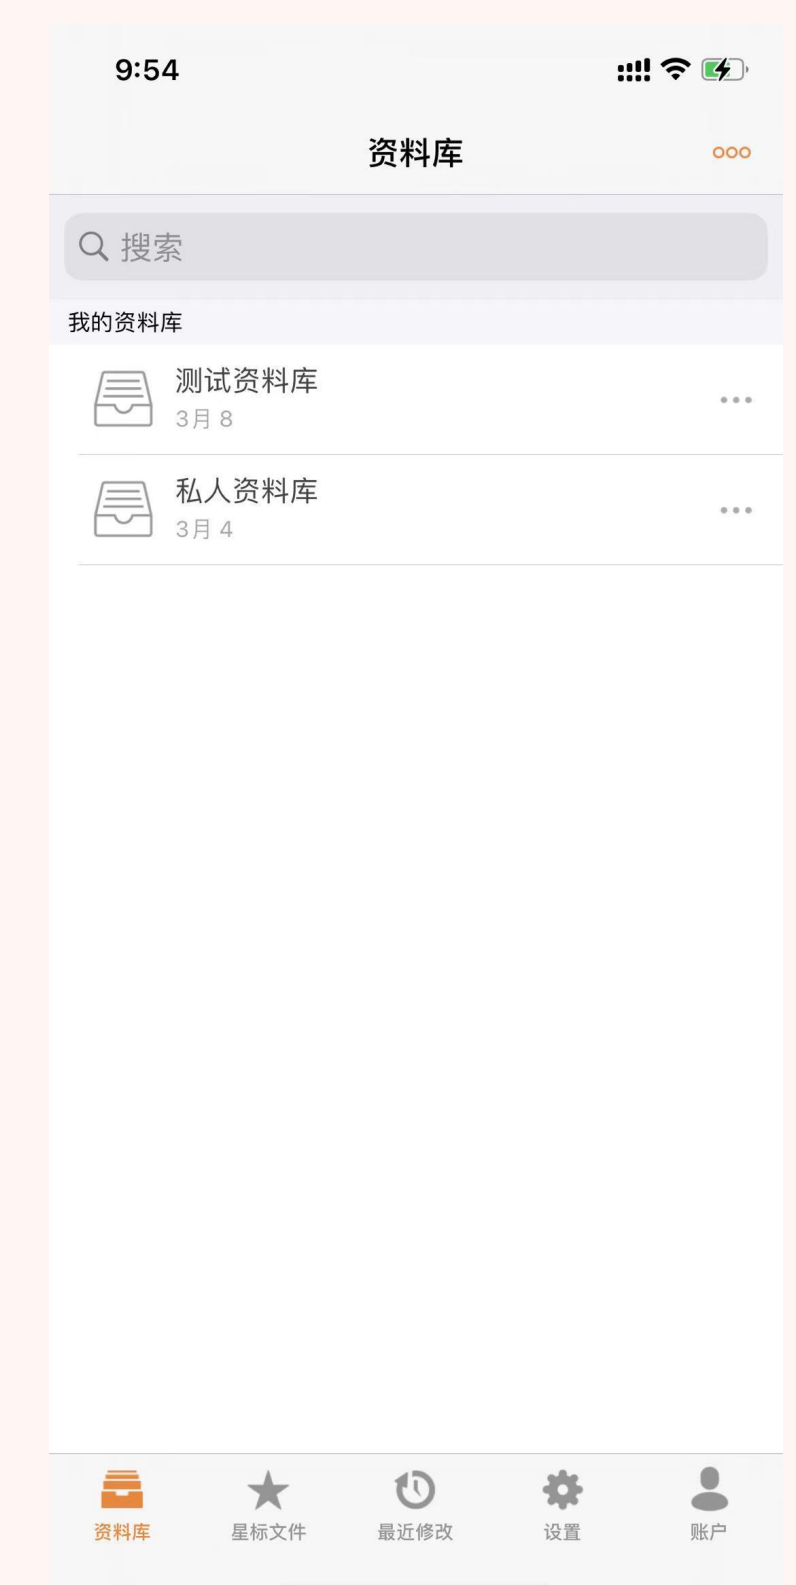 9:54
资料库
搜索
我的资料库
测试资料库
3月 8
私人资料库
3月 4
资料库
星标文件
最近修改
设置
账户